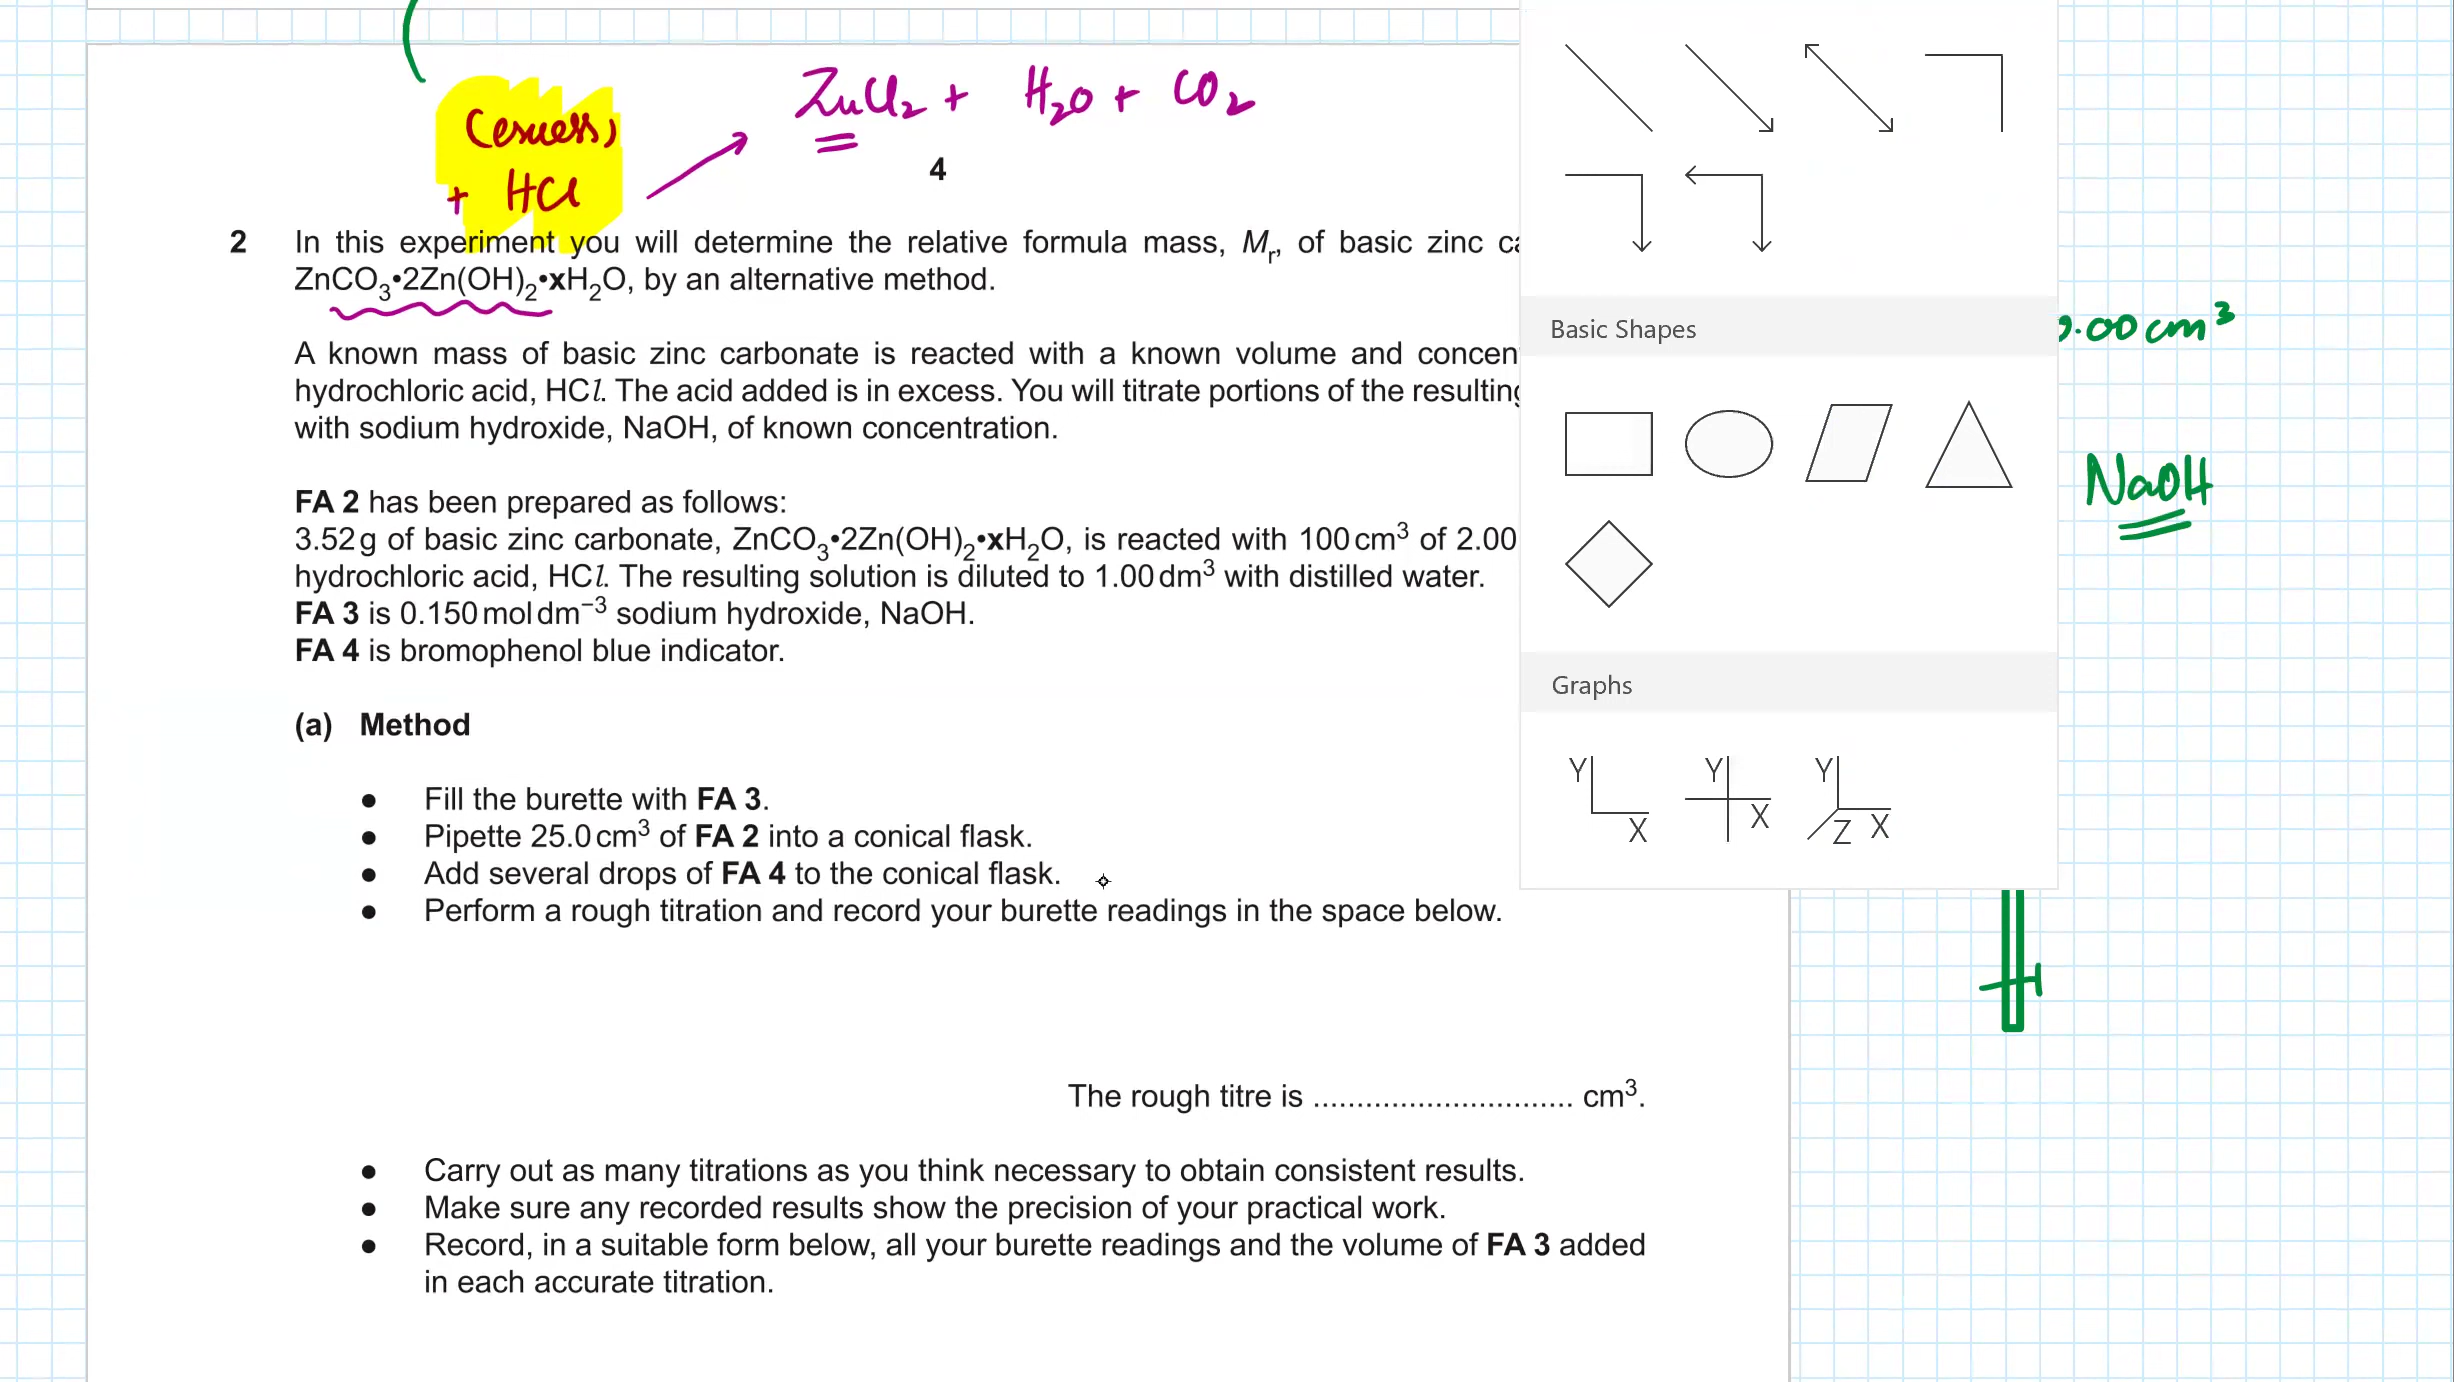 ZnCl2 + H2O + CO2
(excess)
+ HCl
4
2 In this experiment you will determine the relative formula mass, Mr, of basic zinc
ZnCO3•2Zn(OH)2•xH2O, by an alternative method.
A known mass of basic zinc carbonate is reacted with a known volume and
hydrochloric acid, HCl. The acid added is in excess. You will titrate portions of the
with sodium hydroxide, NaOH, of known concentration.
FA 2 has been prepared as follows:
3.52 g of basic zinc carbonate, ZnCO3•2Zn(OH)2•xH2O, is reacted with 100 cm³ of 2.00
hydrochloric acid, HCl. The resulting solution is diluted to 1.00 dm³ with distilled water.
FA 3 is 0.150 mol dm⁻³ sodium hydroxide, NaOH.
FA 4 is bromophenol blue indicator.
(a) Method
● Fill the burette with FA 3.
● Pipette 25.0 cm³ of FA 2 into a conical flask.
● Add several drops of FA 4 to the conical flask.
● Perform a rough titration and record your burette readings in the space below.
The rough titre is .............................. cm³.
● Carry out as many titrations as you think necessary to obtain consistent results.
● Make sure any recorded results show the precision of your practical work.
● Record, in a suitable form below, all your burette readings and the volume of FA 3 added
in each accurate titration.
Basic Shapes
Graphs
Y X
Y X
Y Z X
.00 cm³
NaOH